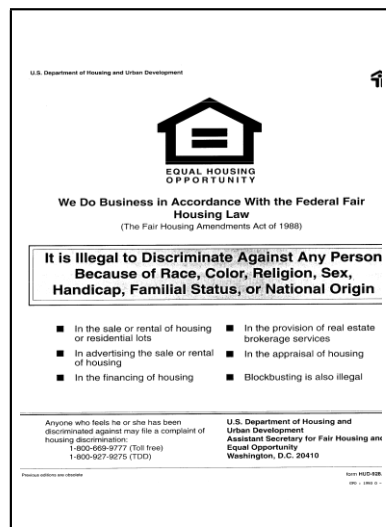 U.S. Department of Housing and Urban Development
EQUAL HOUSING
OPPORTUNITY
We Do Business in Accordance With the Federal Fair
Housing Law
(The Fair Housing Amendments Act of 1988)
It is Illegal to Discriminate Against Any Person
Because of Race, Color, Religion, Sex,
Handicap, Familial Status, or National Origin
■ In the sale or rental of housing
or residential lots
■ In advertising the sale or rental
of housing
■ In the financing of housing
■ In the provision of real estate
brokerage services
■ In the appraisal of housing
■ Blockbusting is also illegal
Anyone who feels he or she has been
discriminated against may file a complaint of
housing discrimination:
1-800-669-9777 (Toll free)
1-800-927-9275 (TDD)
U.S. Department of Housing and
Urban Development
Assistant Secretary for Fair Housing and
Equal Opportunity
Washington, D.C. 20410
Previous editions are obsolete
form HUD-928.